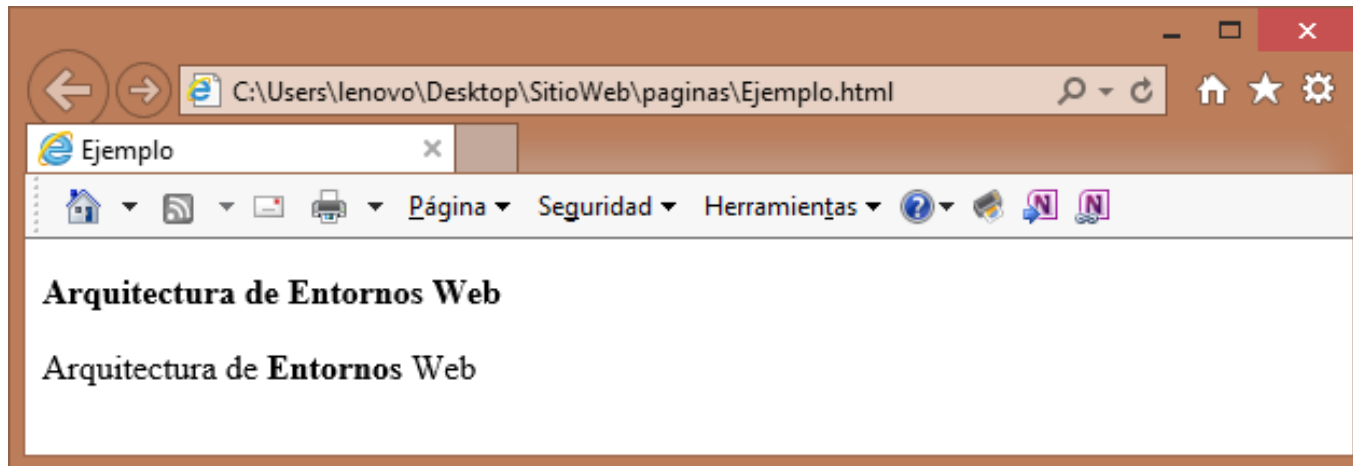 C:\Users\lenovo\Desktop\SitioWeb\paginas\Ejemplo.html
Ejemplo
Página Seguridad Herramientas
Arquitectura de Entornos Web
Arquitectura de Entornos Web